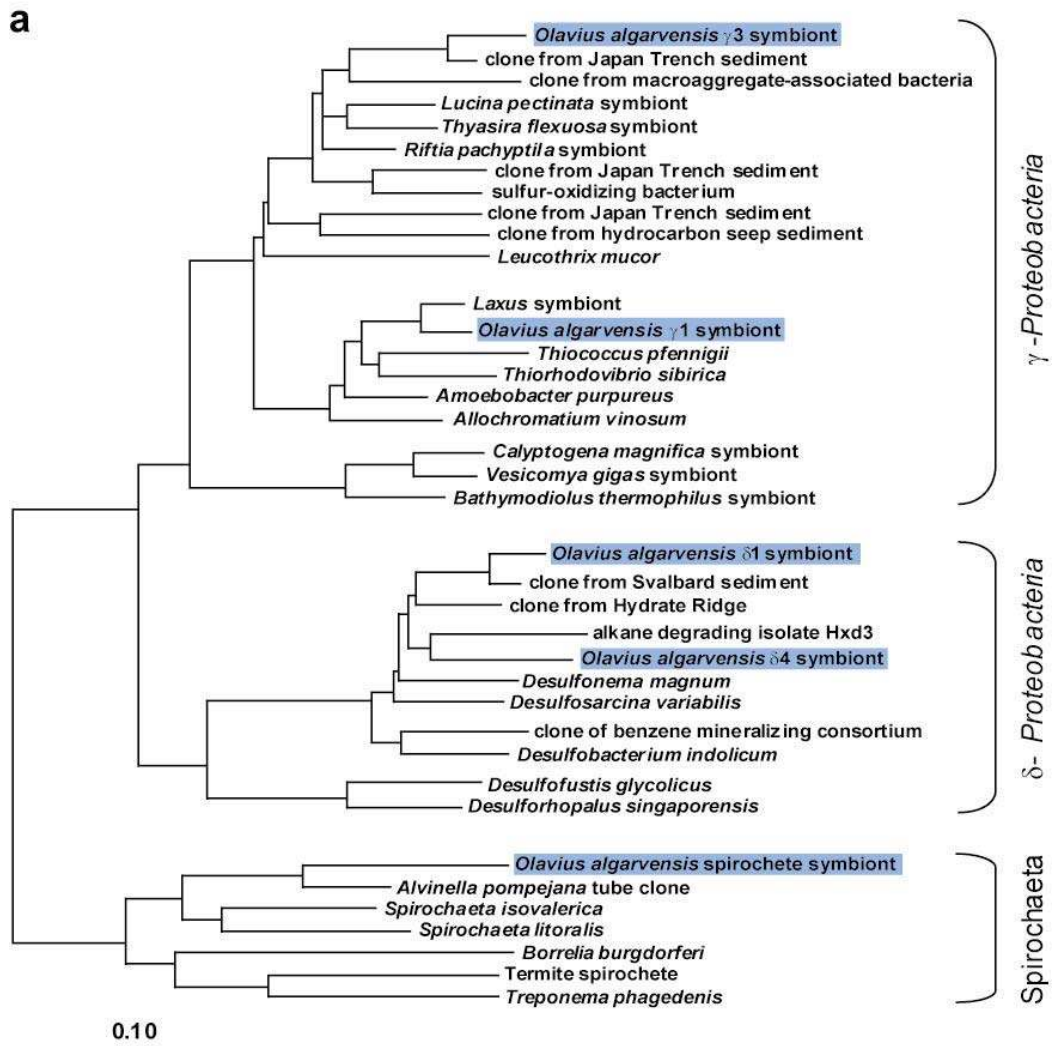 a
Olavius algarvensis γ3 symbiont
clone from Japan Trench sediment
clone from macroaggregate-associated bacteria
Lucina pectinata symbiont
Thyasira flexuosa symbiont
Riftia pachyptila symbiont
clone from Japan Trench sediment
sulfur-oxidizing bacterium
clone from Japan Trench sediment
clone from hydrocarbon seep sediment
Leucothrix mucor
Laxus symbiont
Olavius algarvensis γ1 symbiont
Thiococcus pfennigii
Thiorhodovibrio sibirica
Amoebobacter purpureus
Allochromatium vinosum
Calyptogena magnifica symbiont
Vesicomya gigas symbiont
Bathymodiolus thermophilus symbiont
γ -Proteobacteria
Olavius algarvensis δ1 symbiont
clone from Svalbard sediment
clone from Hydrate Ridge
alkane degrading isolate Hxd3
Olavius algarvensis δ4 symbiont
Desulfonema magnum
Desulfosarcina variabilis
clone of benzene mineralizing consortium
Desulfobacterium indolicum
Desulfofustis glycolicus
Desulforhopalus singaporensis
δ- Proteobacteria
Olavius algarvensis spirochete symbiont
Alvinella pompejana tube clone
Spirochaeta isovalerica
Spirochaeta litoralis
Borrelia burgdorferi
Termite spirochete
Treponema phagedenis
Spirochaeta
0.10